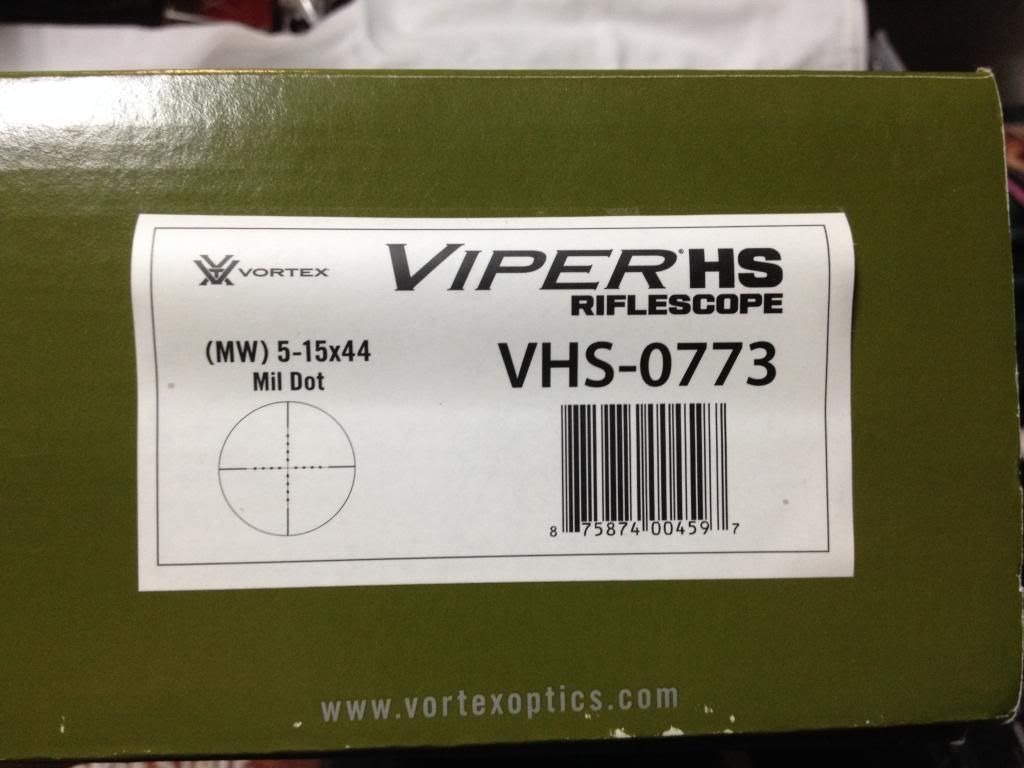 VORTEX
VIPER® HS
RIFLESCOPE
(MW) 5-15x44
Mil Dot
VHS-0773
8 75874 00459 7
www.vortexoptics.com